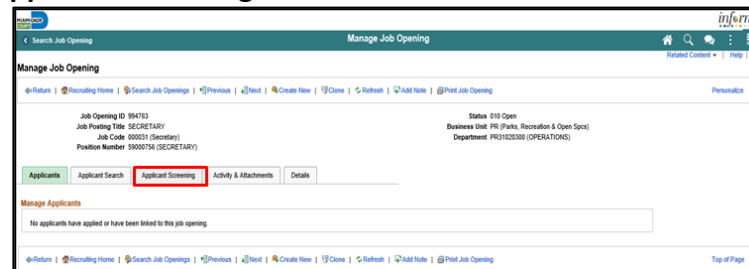 MIAMI-DADE
COUNTY
inform
Search Job Opening
Manage Job Opening
Related Content | Help |
Manage Job Opening
Return | Recruiting Home | Search Job Openings | Previous | Next | Create New | Clone | Refresh | Add Note | Print Job Opening
Personalize
Job Opening ID 994763
Status 010 Open
Job Posting Title SECRETARY
Business Unit PR (Parks, Recreation & Open Spcs)
Job Code 000031 (Secretary)
Department PR31020300 (OPERATIONS)
Position Number 59000756 (SECRETARY)
Applicants
Applicant Search
Applicant Screening
Activity & Attachments
Details
Manage Applicants
No applicants have applied or have been linked to this job opening.
Return | Recruiting Home | Search Job Openings | Previous | Next | Create New | Clone | Refresh | Add Note | Print Job Opening
Top of Page